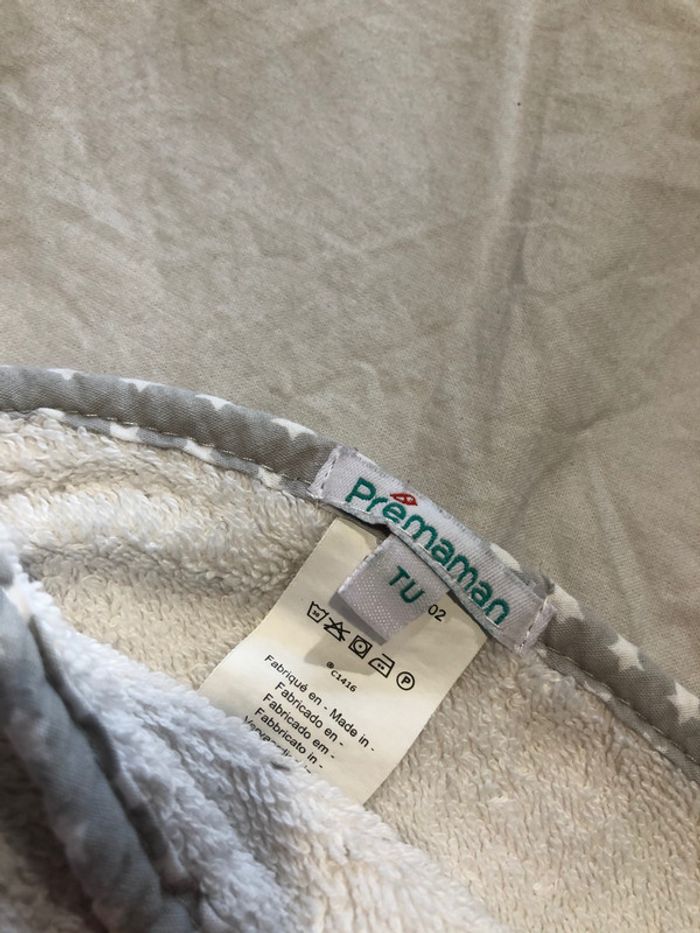 Prémaman
TU
02
@C1416
Fabriqué en - Made in -
Fabricado en -
Fabricado em -
Fabbricato in -